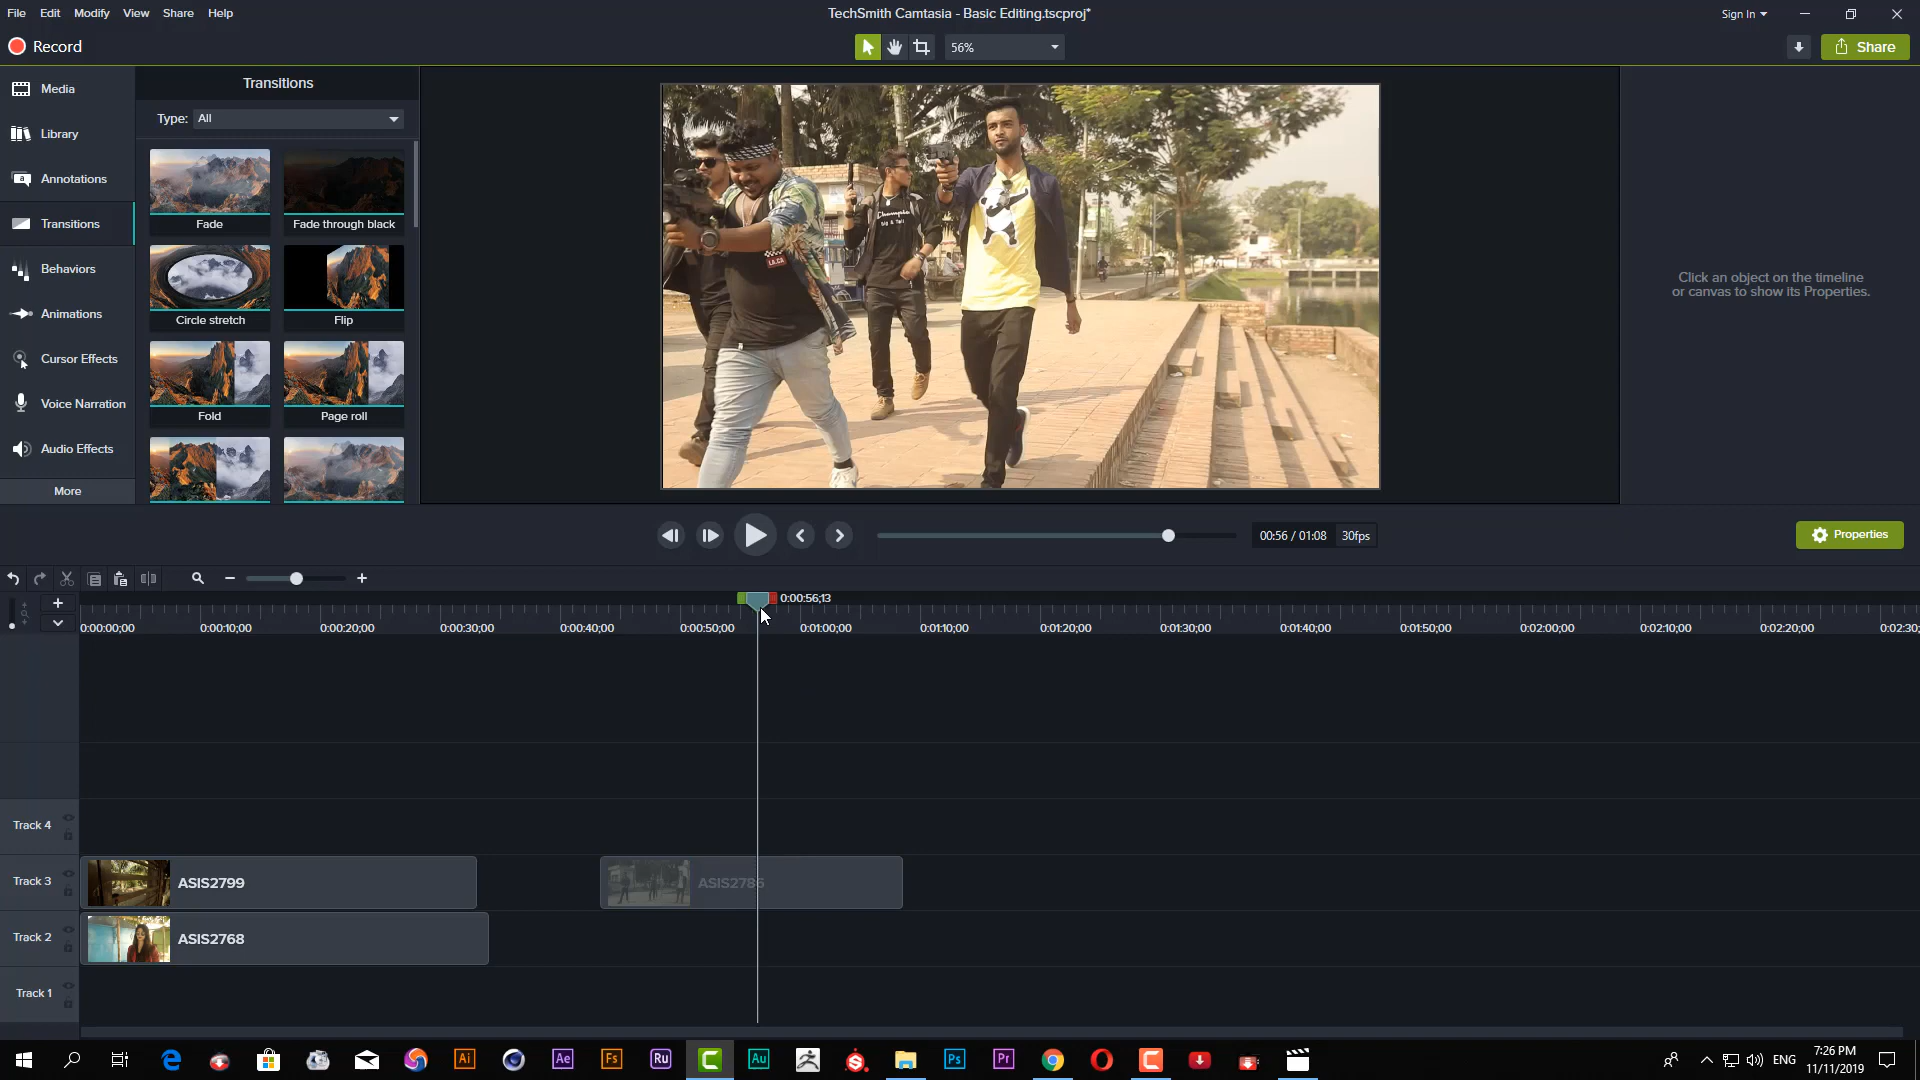 File Edit Modify View Share Help
TechSmith Camtasia - Basic Editing.tscproj*
Sign In
Record
56%
Share
Media
Library
Annotations
Transitions
Behaviors
Animations
Cursor Effects
Voice Narration
Audio Effects
More
Transitions
Type: All
Fade
Fade through black
Circle stretch
Flip
Fold
Page roll
Click an object on the timeline
or canvas to show its Properties.
00:56 / 01:08
30fps
Properties
0:00:56;13
0:00:00;00
0:00:10;00
0:00:20;00
0:00:30;00
0:00:40;00
0:00:50;00
0:01:00;00
0:01:10;00
0:01:20;00
0:01:30;00
0:01:40;00
0:01:50;00
0:02:00;00
0:02:10;00
0:02:20;00
0:02:30;
Track 4
Track 3
ASIS2799
ASIS2786
Track 2
ASIS2768
Track 1
Ai
Ae
Fs
Ru
Au
Ps
Pr
ENG
7:26 PM
11/11/2019